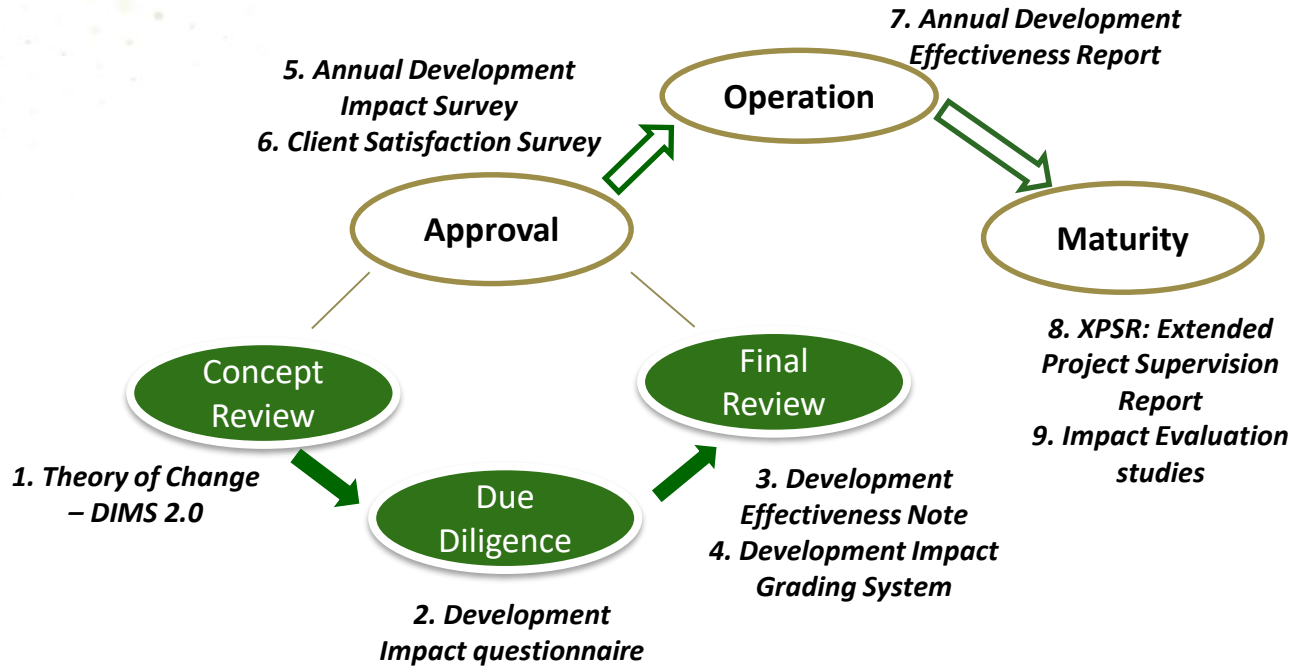 7. Annual Development
Effectiveness Report
5. Annual Development
Impact Survey
6. Client Satisfaction Survey
Operation
Approval
Maturity
Concept
Review
Final
Review
8. XPSR: Extended
Project Supervision
Report
9. Impact Evaluation
studies
1. Theory of Change
– DIMS 2.0
Due
Diligence
3. Development
Effectiveness Note
4. Development Impact
Grading System
2. Development
Impact questionnaire